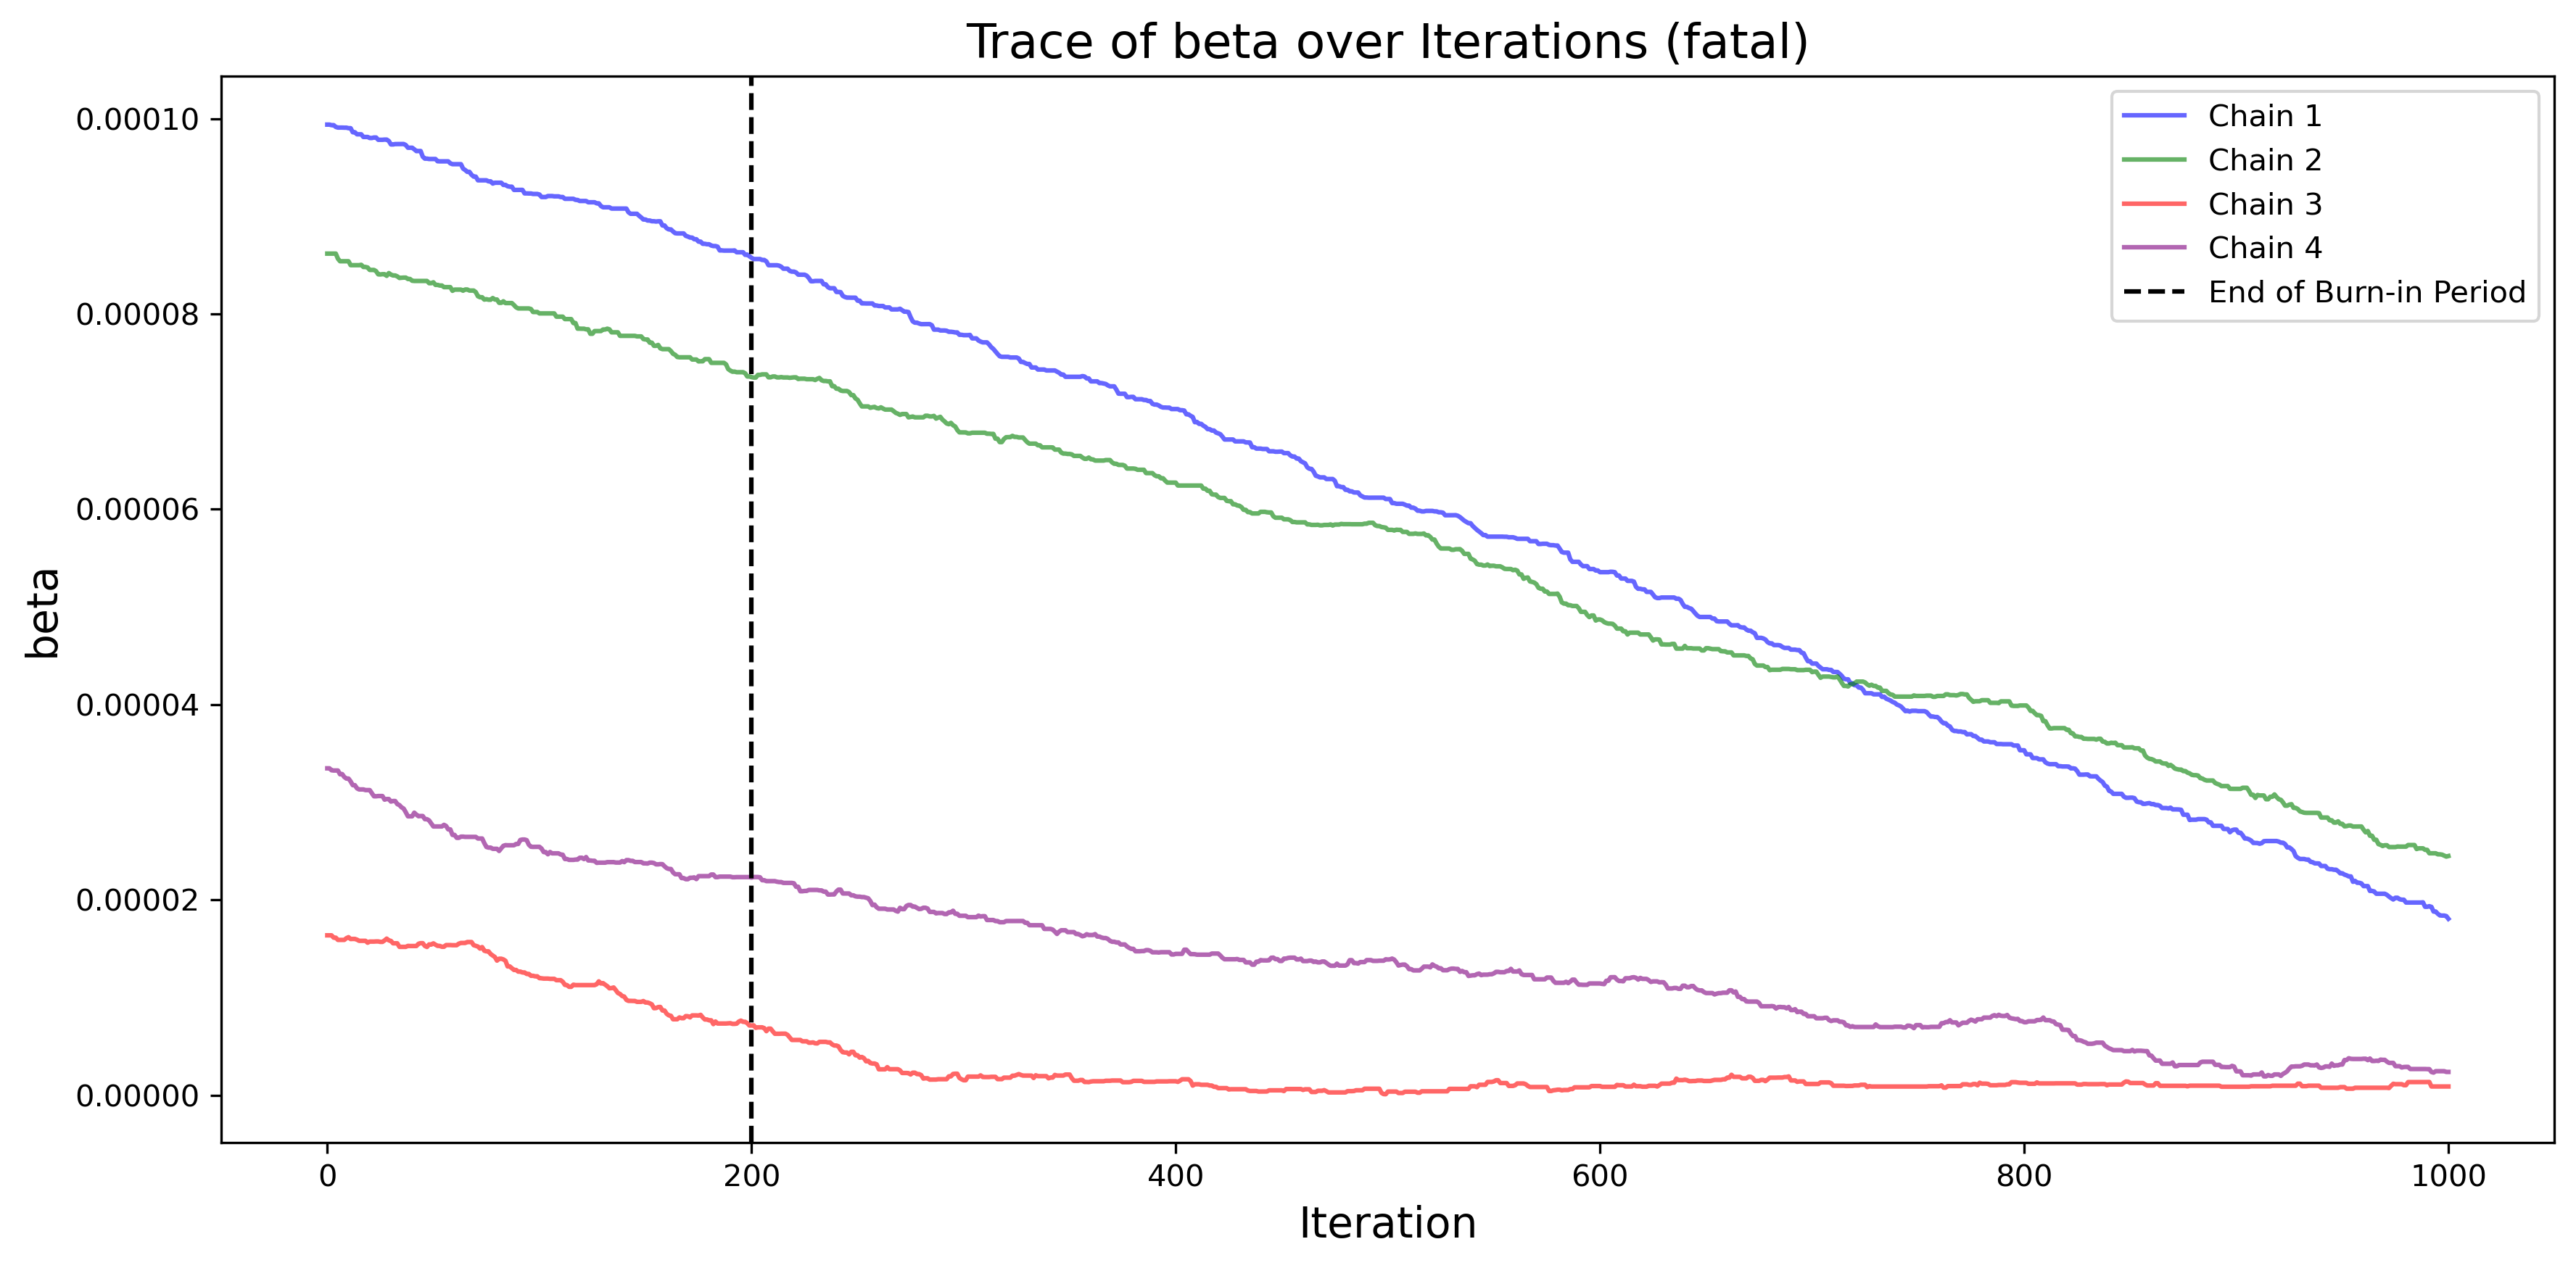 Trace of beta over Iterations (fatal)
0.00010
0.00008
0.00006
0.00004
0.00002
0.00000
beta
Chain 1
Chain 2
Chain 3
Chain 4
End of Burn-in Period
0 200 400 600 800 1000
Iteration